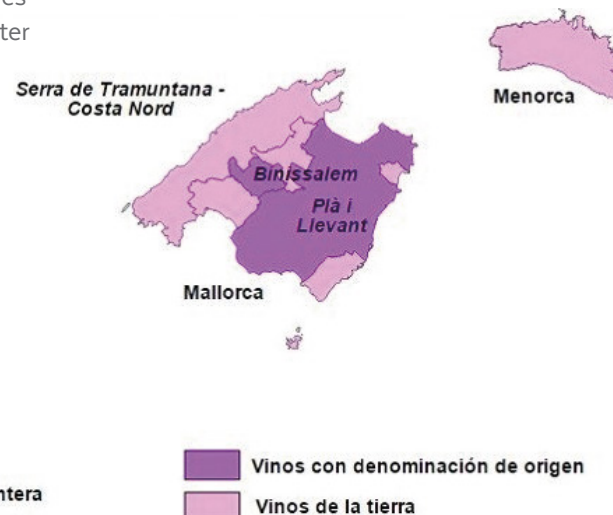 Serra de Tramuntana -
Costa Nord
Menorca
Binissalem
Plà i
Llevant
Mallorca
Vinos con denominación de origen
Vinos de la tierra